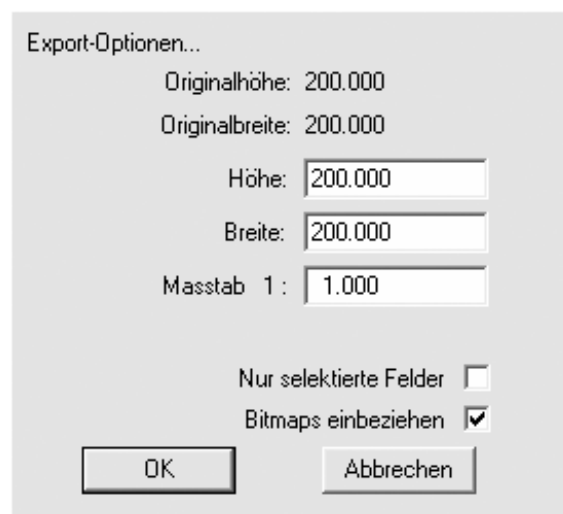 Export-Optionen...
Originalhöhe: 200.000
Originalbreite: 200.000
Höhe: 200.000
Breite: 200.000
Masstab 1 : 1.000
Nur selektierte Felder
Bitmaps einbeziehen
OK Abbrechen